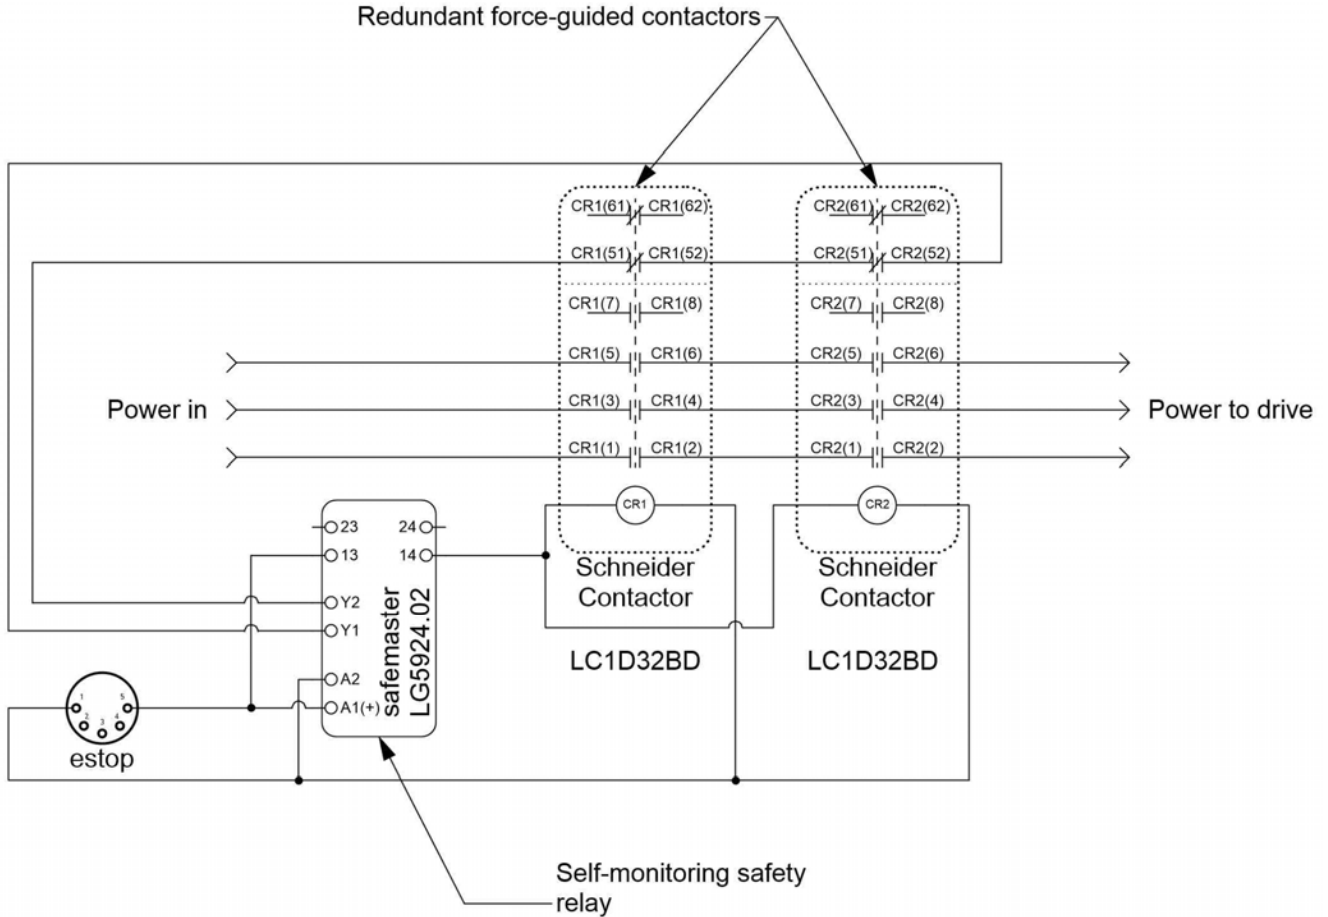 Redundant force-guided contactors
CR1(61) CR1(62) CR2(61) CR2(62)
CR1(51) CR1(52) CR2(51) CR2(52)
CR1(7) CR1(8) CR2(7) CR2(8)
CR1(5) CR1(6) CR2(5) CR2(6)
Power in CR1(3) CR1(4) CR2(3) CR2(4) Power to drive
CR1(1) CR1(2) CR2(1) CR2(2)
CR1 CR2
23 24
13 14
Y2
Y1
A2
A1(+)
safemaster
LG5924.02
Schneider
Contactor
LC1D32BD
Schneider
Contactor
LC1D32BD
1 5
2 4
3
estop
Self-monitoring safety
relay